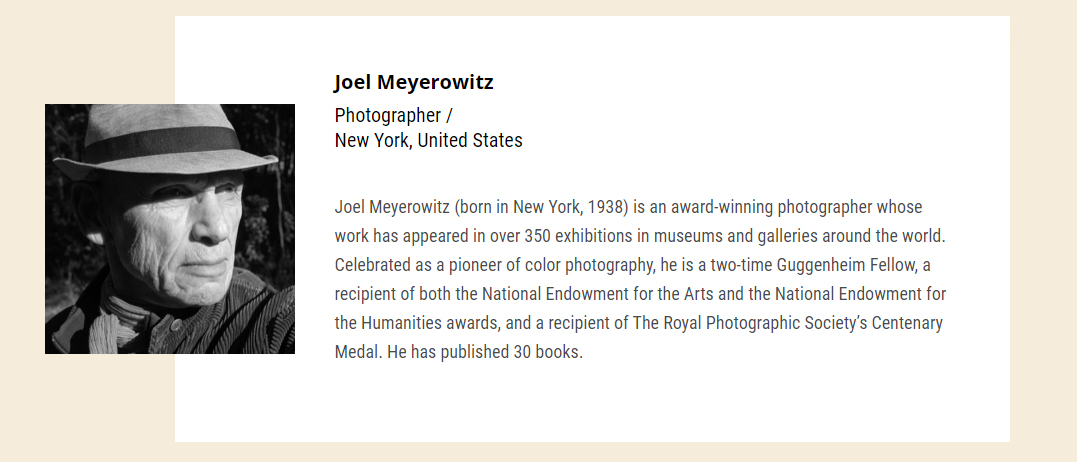 Joel Meyerowitz
Photographer /
New York, United States
Joel Meyerowitz (born in New York, 1938) is an award-winning photographer whose
work has appeared in over 350 exhibitions in museums and galleries around the world.
Celebrated as a pioneer of color photography, he is a two-time Guggenheim Fellow, a
recipient of both the National Endowment for the Arts and the National Endowment for
the Humanities awards, and a recipient of The Royal Photographic Society’s Centenary
Medal. He has published 30 books.